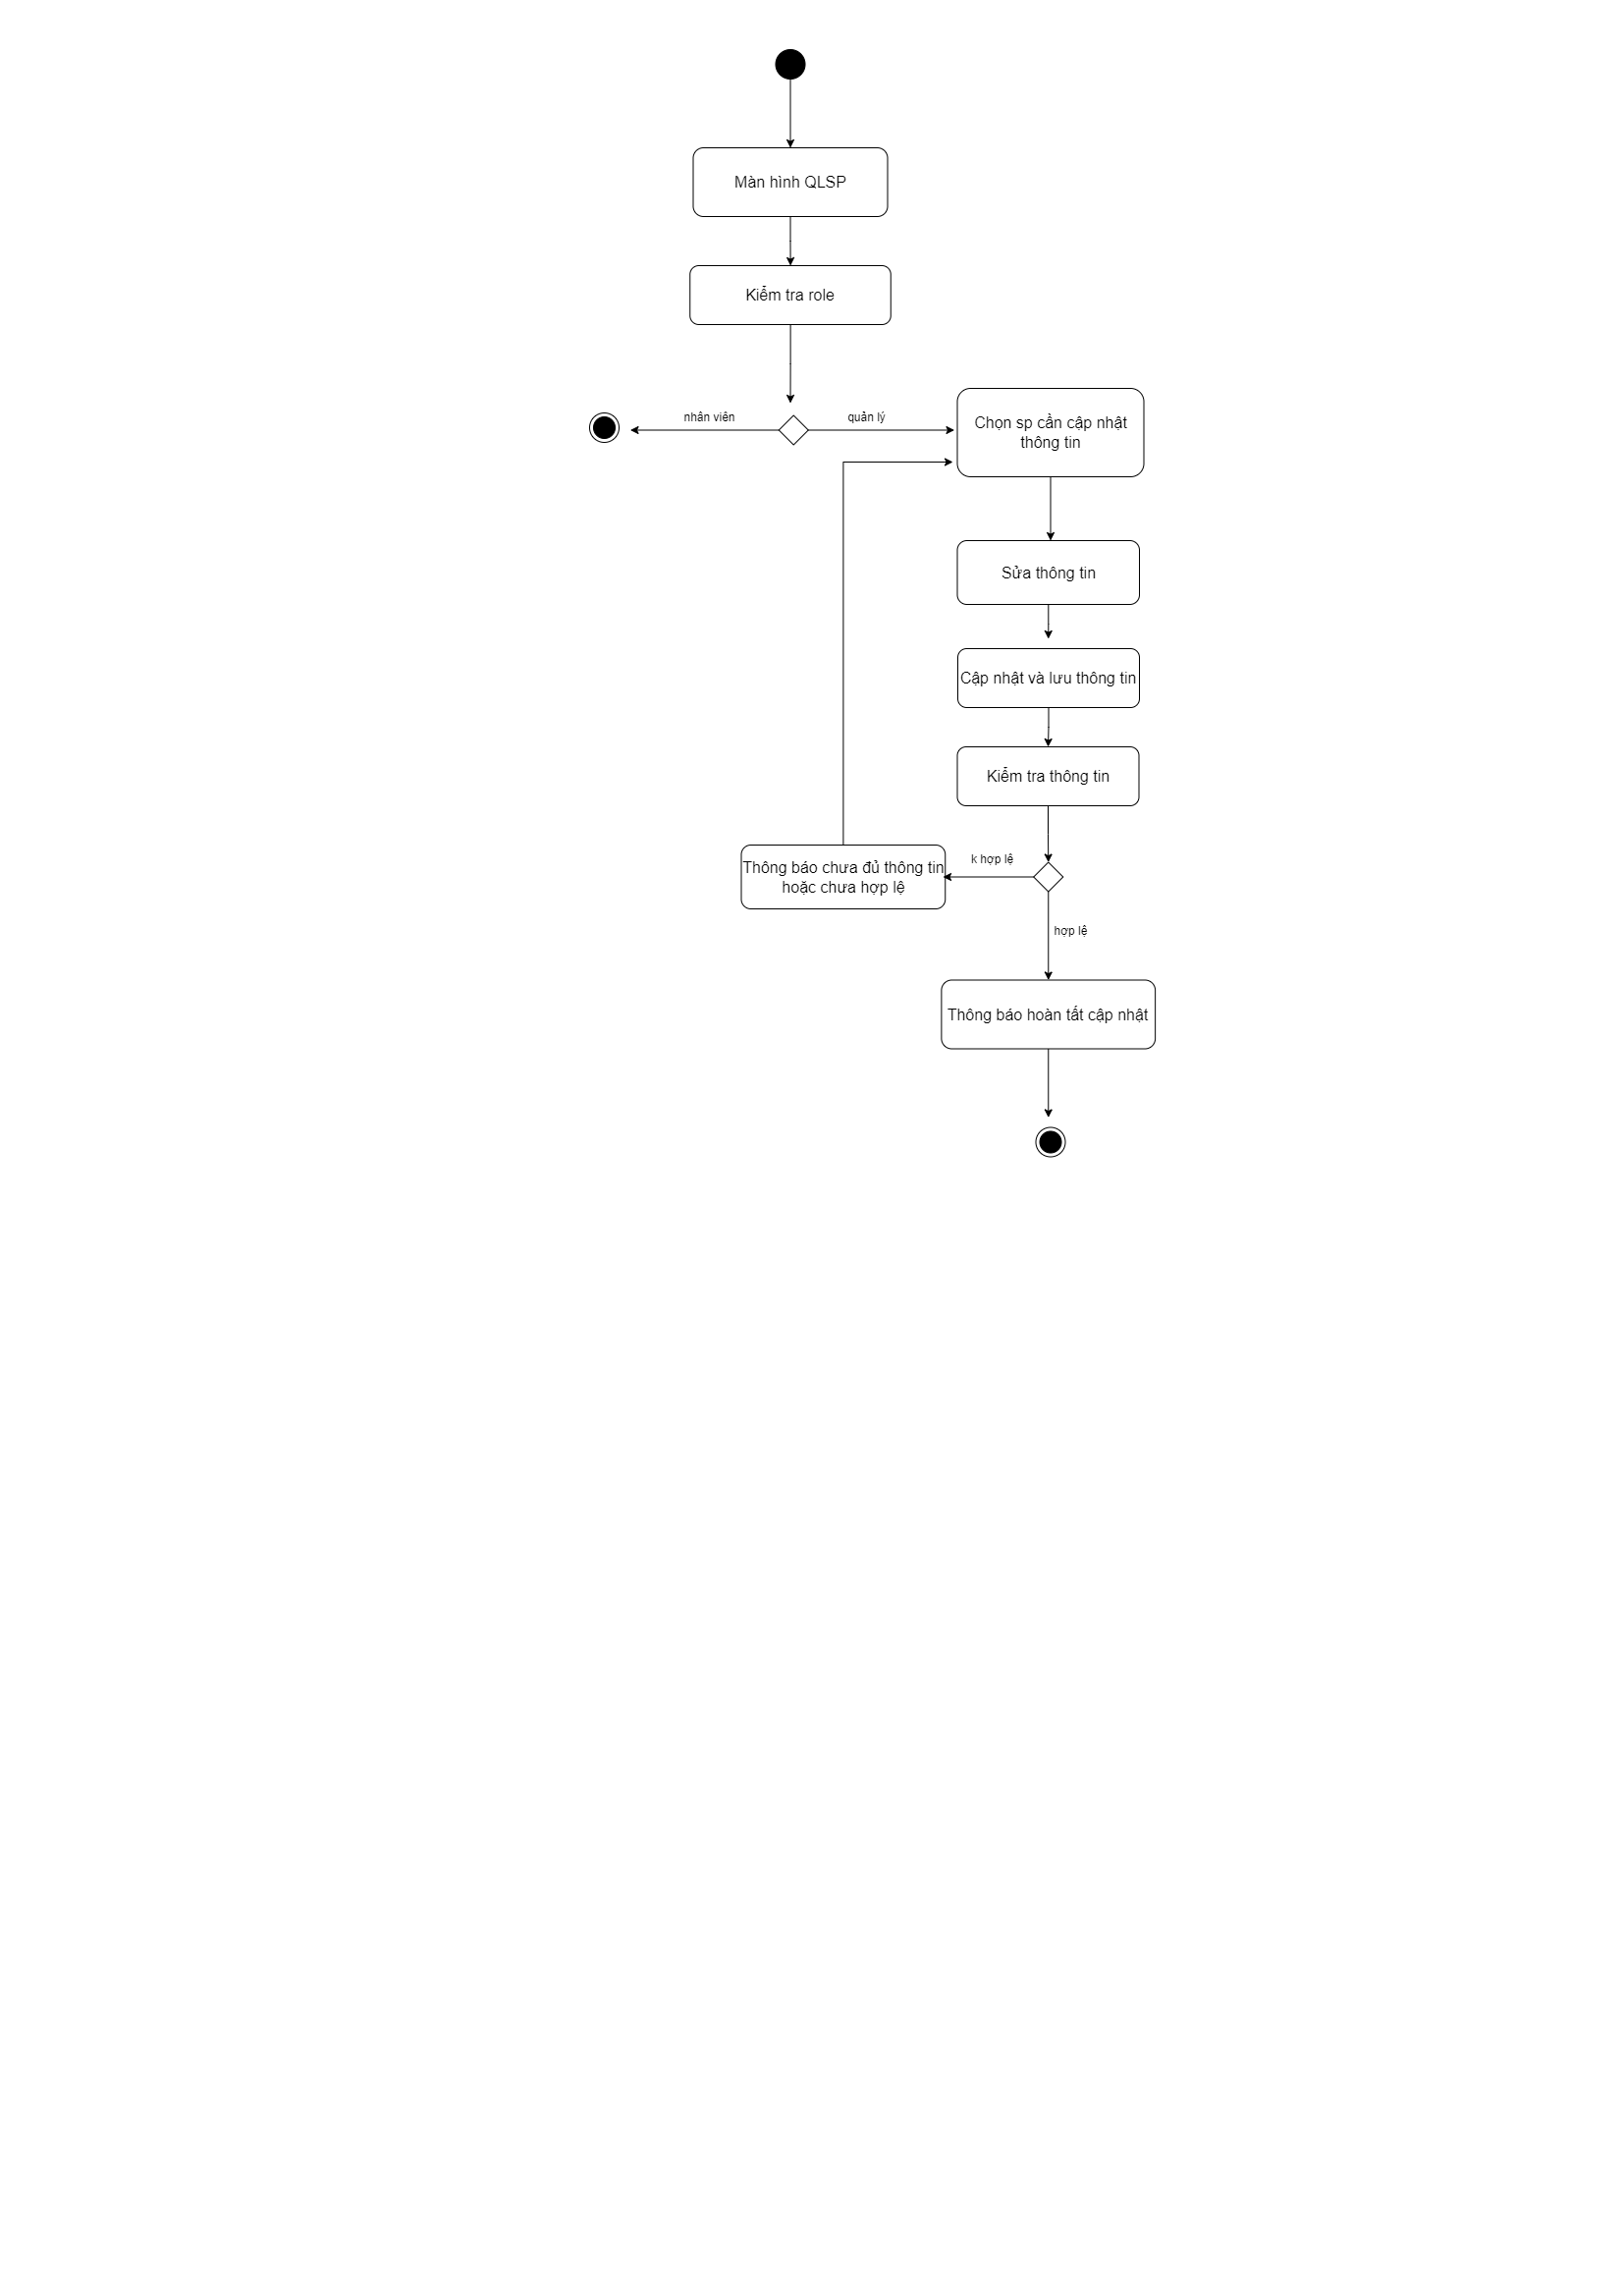 Màn hình QLSP
Kiểm tra role
nhân viên
quản lý
Chọn sp cần cập nhật
thông tin
Sửa thông tin
Cập nhật và lưu thông tin
Kiểm tra thông tin
k hợp lệ
Thông báo chưa đủ thông tin
hoặc chưa hợp lệ
hợp lệ
Thông báo hoàn tất cập nhật